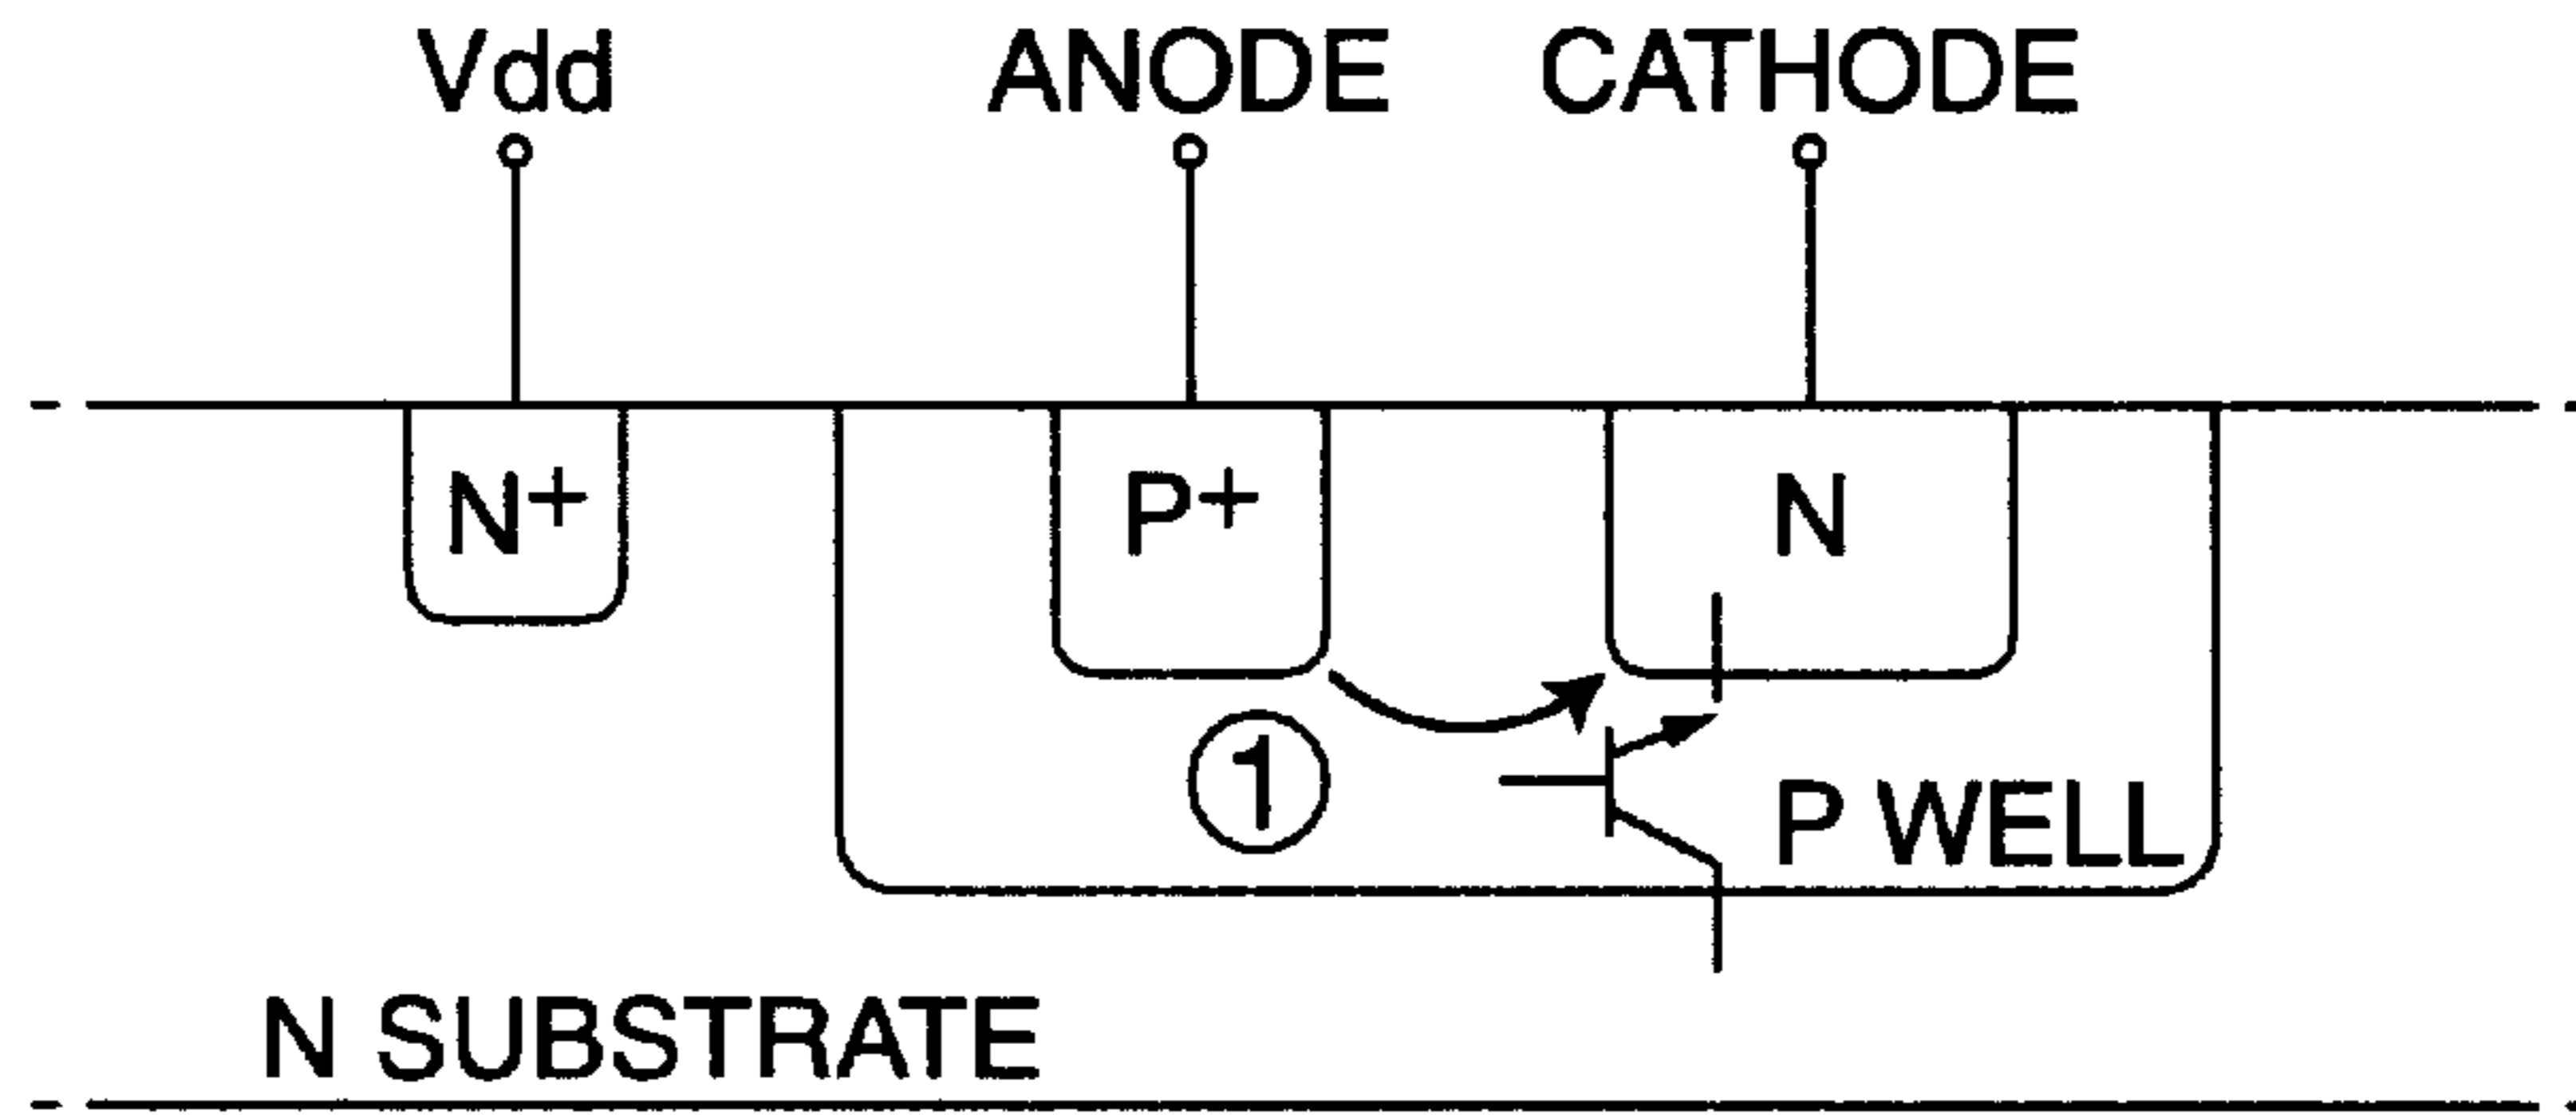 Vdd ANODE CATHODE
N+ P+ N
1 P WELL
N SUBSTRATE